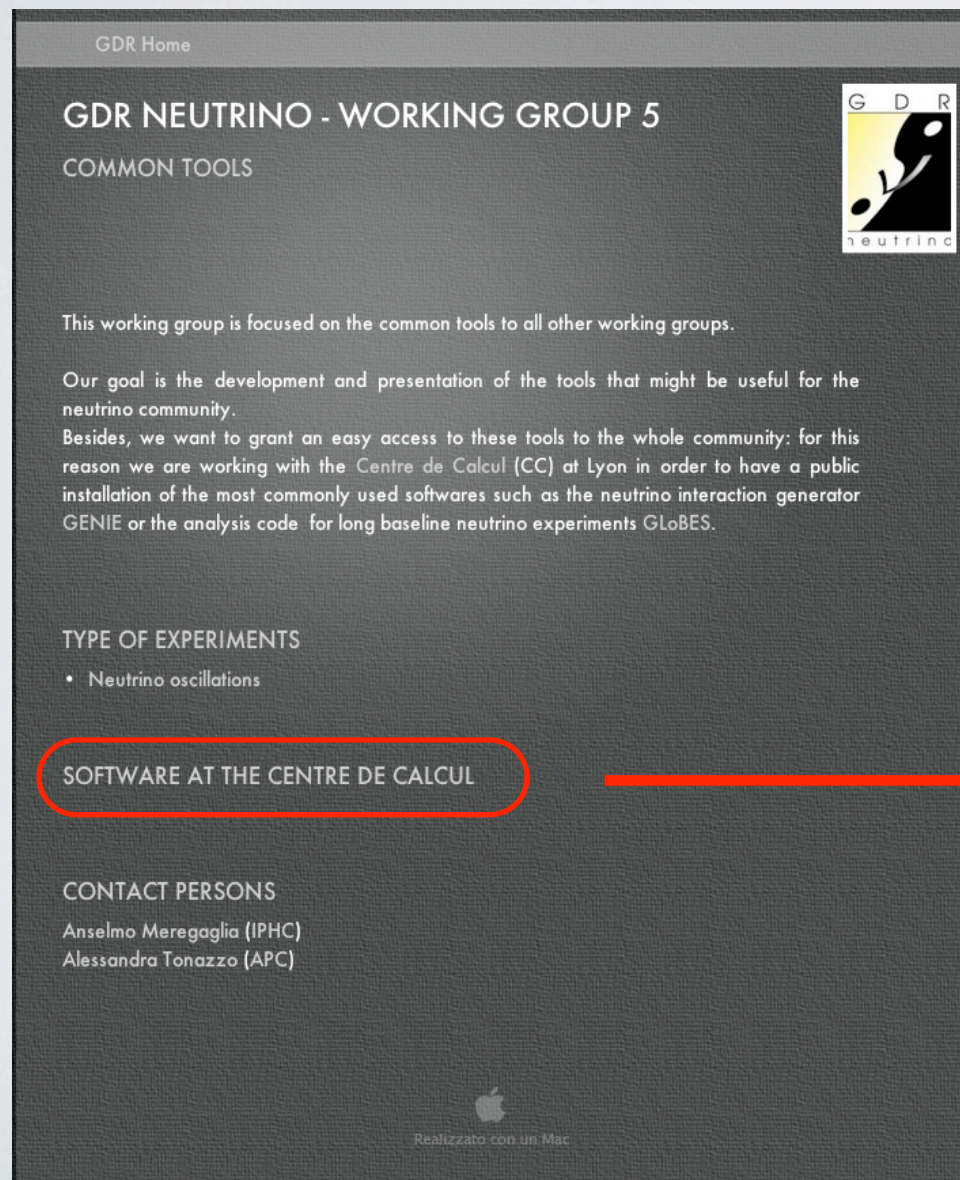 GDR Home
GDR NEUTRINO - WORKING GROUP 5
COMMON TOOLS
G D R
neutrino
This working group is focused on the common tools to all other working groups.
Our goal is the development and presentation of the tools that might be useful for the
neutrino community.
Besides, we want to grant an easy access to these tools to the whole community: for this
reason we are working with the Centre de Calcul (CC) at Lyon in order to have a public
installation of the most commonly used softwares such as the neutrino interaction generator
GENIE or the analysis code for long baseline neutrino experiments GLoBES.
TYPE OF EXPERIMENTS
• Neutrino oscillations
SOFTWARE AT THE CENTRE DE CALCUL
CONTACT PERSONS
Anselmo Meregaglia (IPHC)
Alessandra Tonazzo (APC)
Realizzato con un Mac